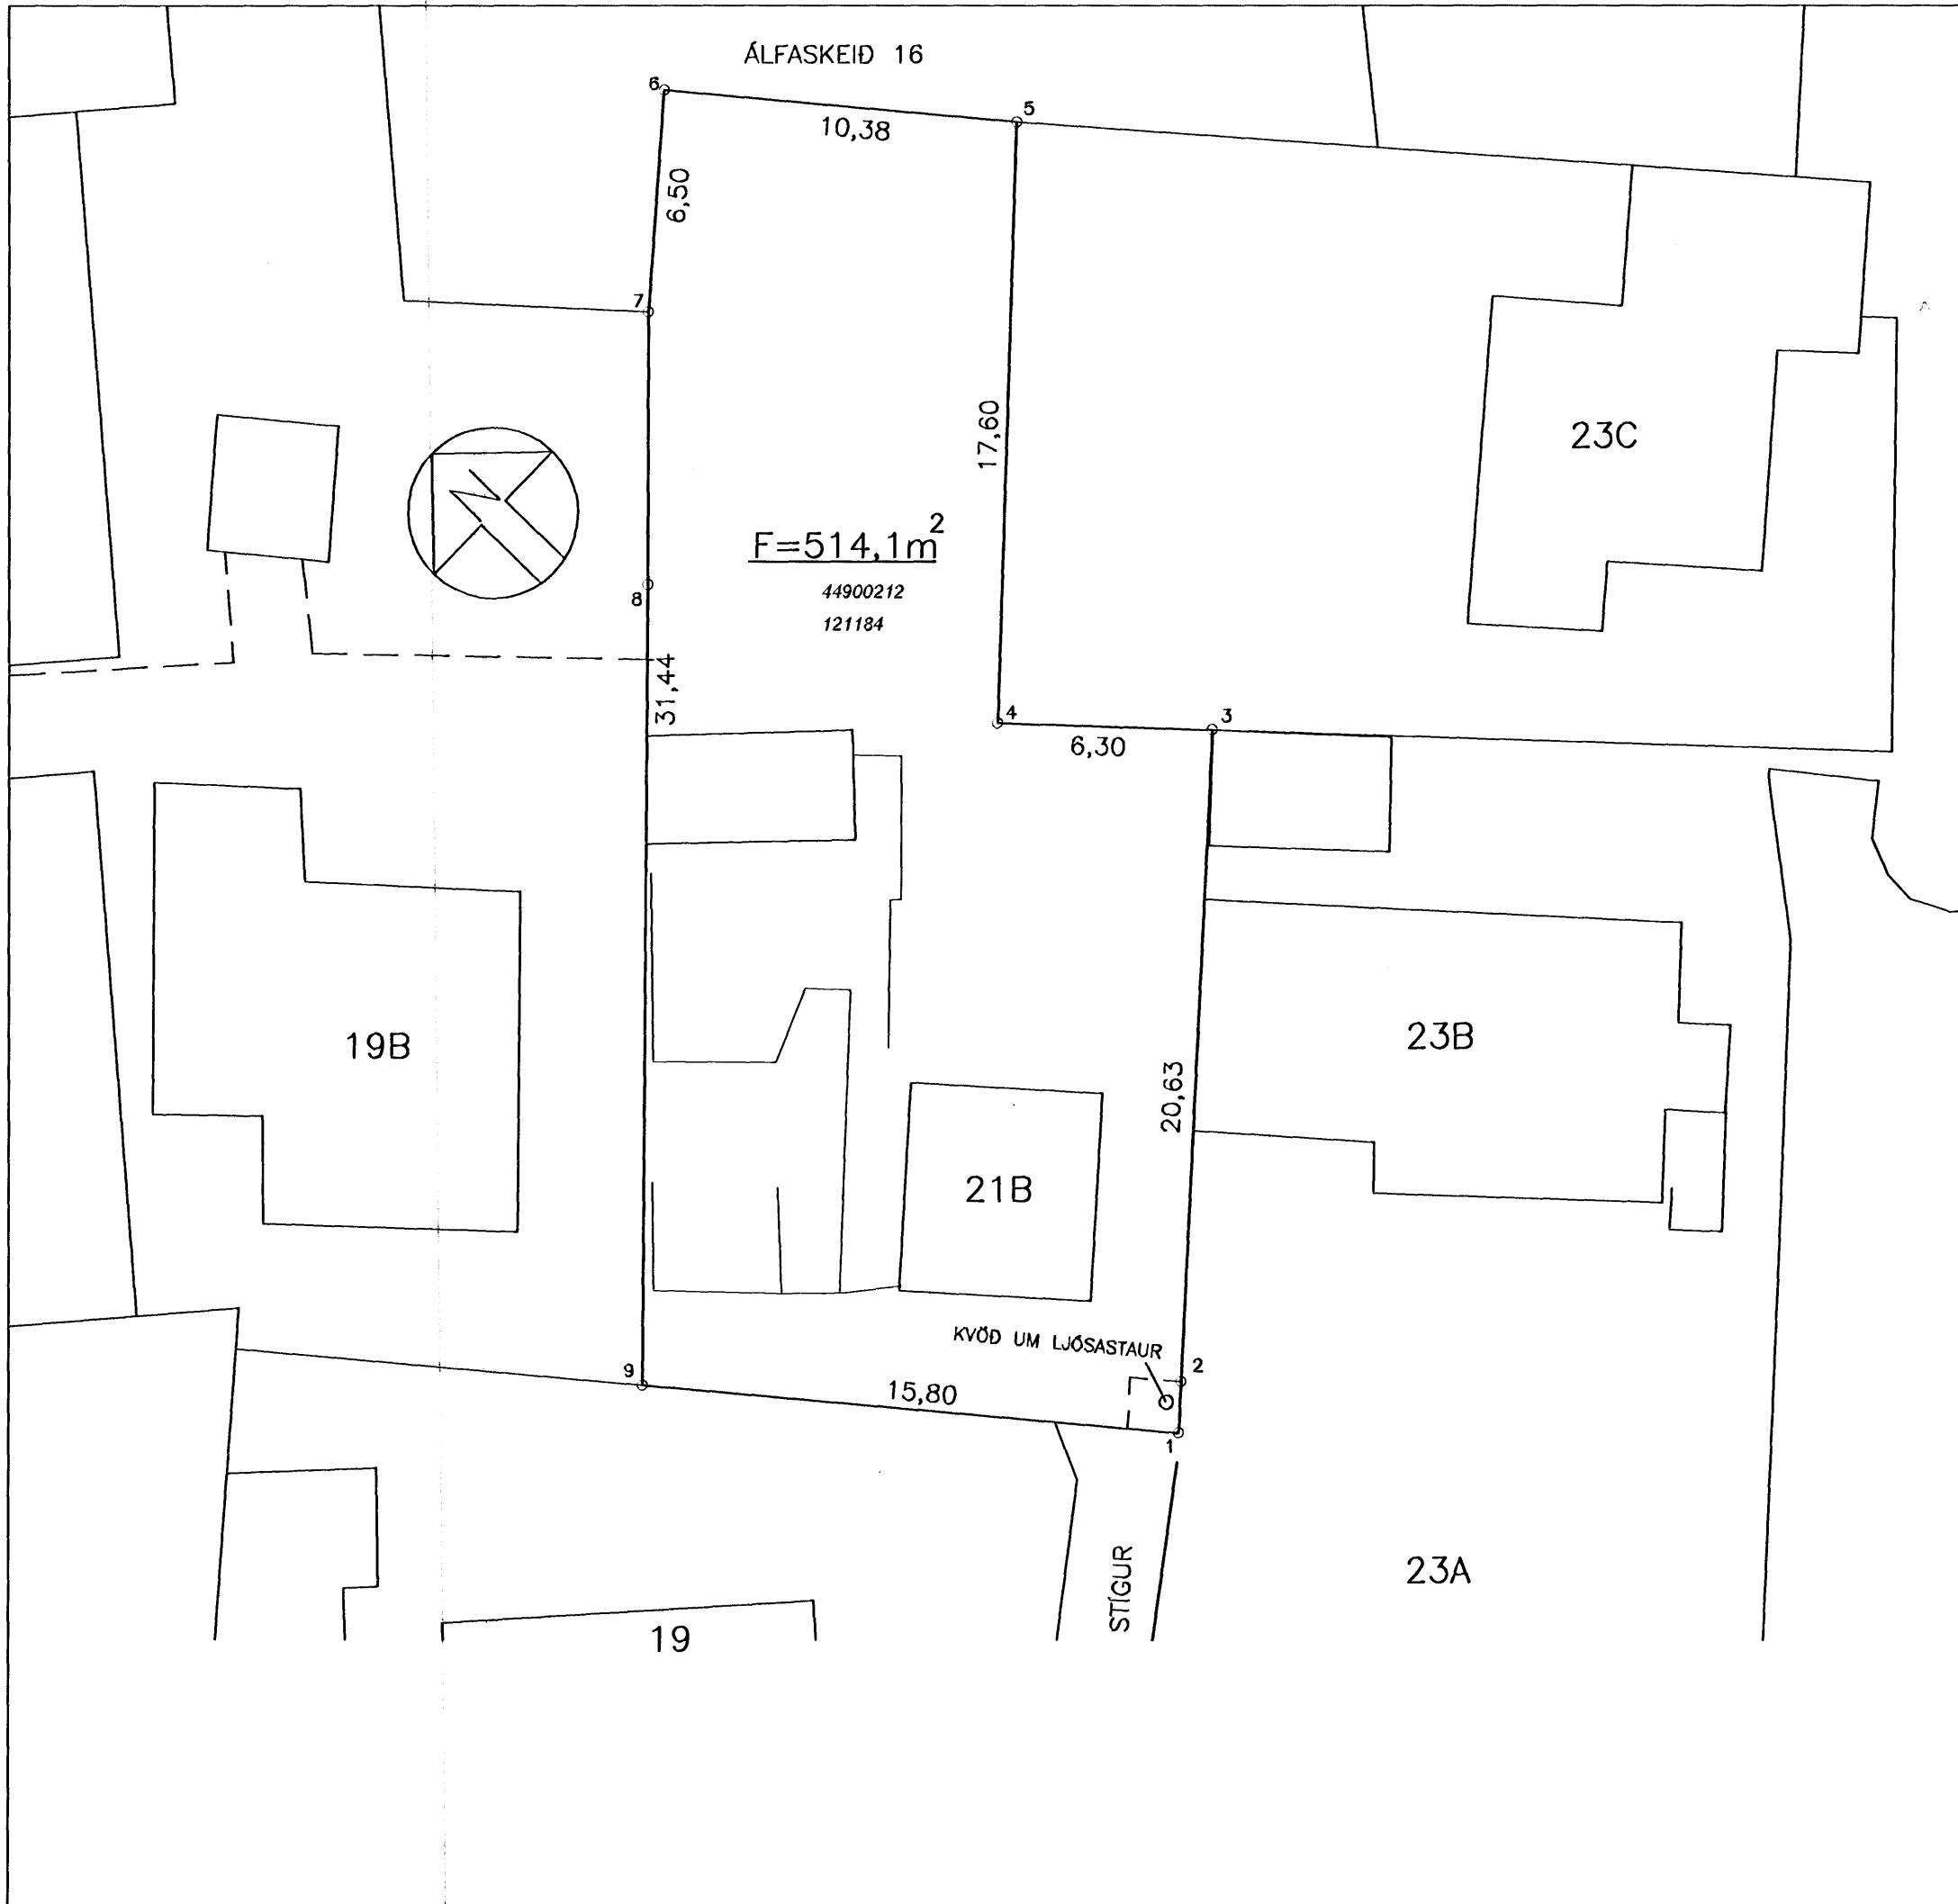 ÁLFASKEIÐ 16
6
5
10,38
6,50
7
17,60
23C
F=514,1m²
44900212
121184
8
31,44
4
3
6,30
19B
23B
20,63
21B
KVÖÐ UM LJÓSASTAUR
2
9
15,80
1
STÍGUR
23A
19